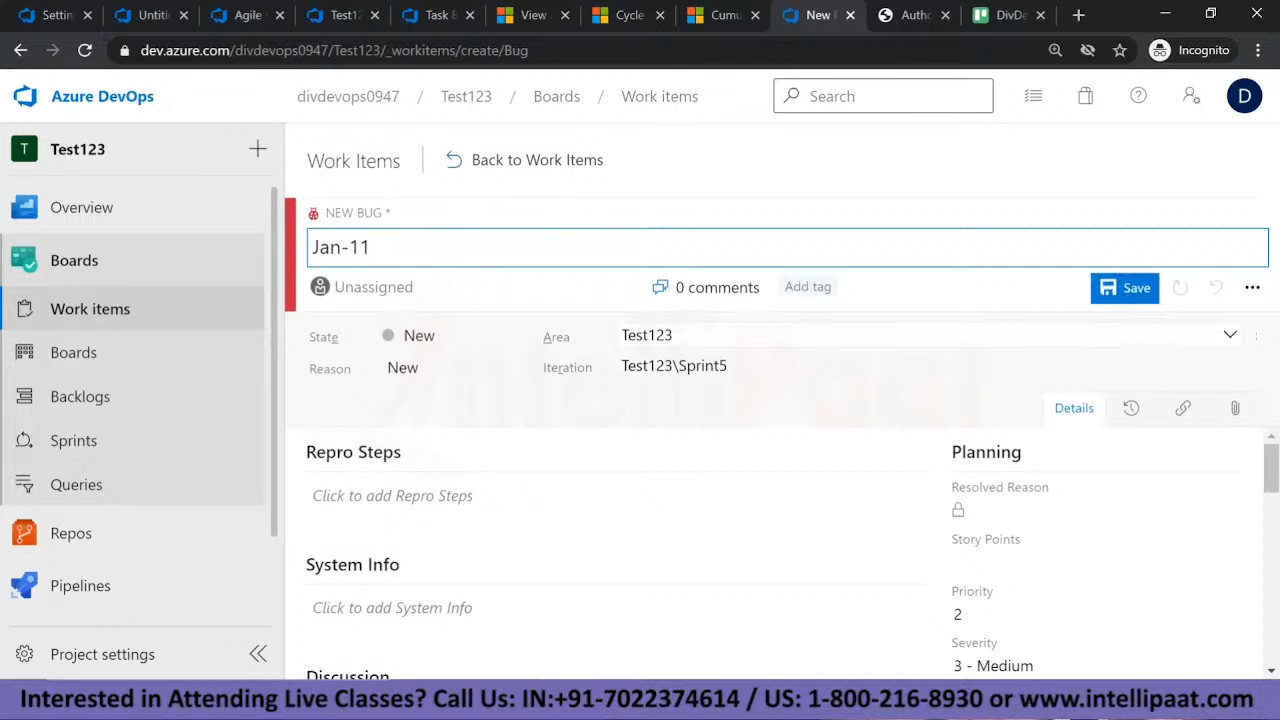 Settin
Untitl
Agile
Test12
Task B
View
Cycle
Cumu
New
Autho
DivDe
dev.azure.com/divdevops0947/Test123/_workitems/create/Bug
Incognito
Azure DevOps
divdevops0947 / Test123 / Boards / Work items
Search
D
T Test123
Overview
Boards
Work items
Boards
Backlogs
Sprints
Queries
Repos
Pipelines
Project settings
Work Items
Back to Work Items
NEW BUG *
Jan-11
Unassigned
0 comments
Add tag
Save
State New
Area Test123
Reason New
Iteration Test123\Sprint5
Details
Repro Steps
Click to add Repro Steps
System Info
Click to add System Info
Discussion
Planning
Resolved Reason
Story Points
Priority
2
Severity
3 - Medium
Interested in Attending Live Classes? Call Us: IN:+91-7022374614 / US: 1-800-216-8930 or www.intellipaat.com